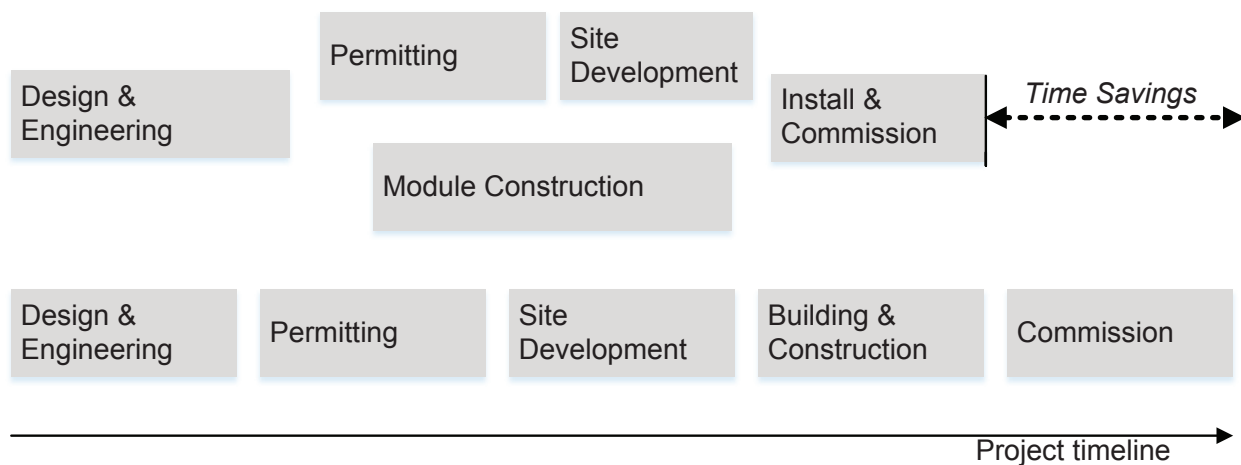 Design &
Engineering
Permitting
Site
Development
Module Construction
Install &
Commission
Time Savings
Design &
Engineering
Permitting
Site
Development
Building &
Construction
Commission
Project timeline